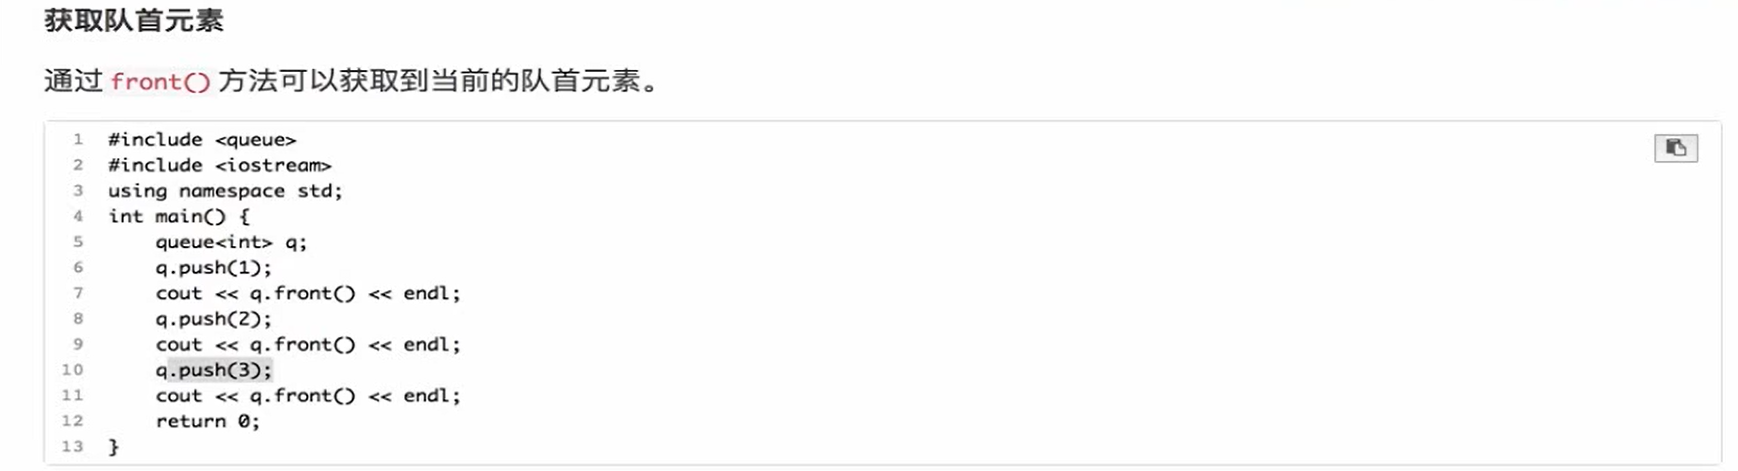 获取队首元素
通过 front() 方法可以获取到当前的队首元素。
1 #include <queue>
2 #include <iostream>
3 using namespace std;
4 int main() {
5 queue<int> q;
6 q.push(1);
7 cout << q.front() << endl;
8 q.push(2);
9 cout << q.front() << endl;
10 q.push(3);
11 cout << q.front() << endl;
12 return 0;
13 }